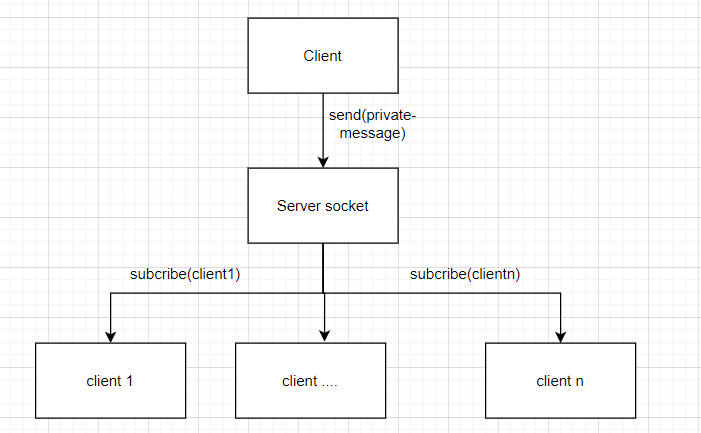 Client
send(private-
message)
Server socket
subcribe(client1)
subcribe(clientn)
client 1
client ....
client n